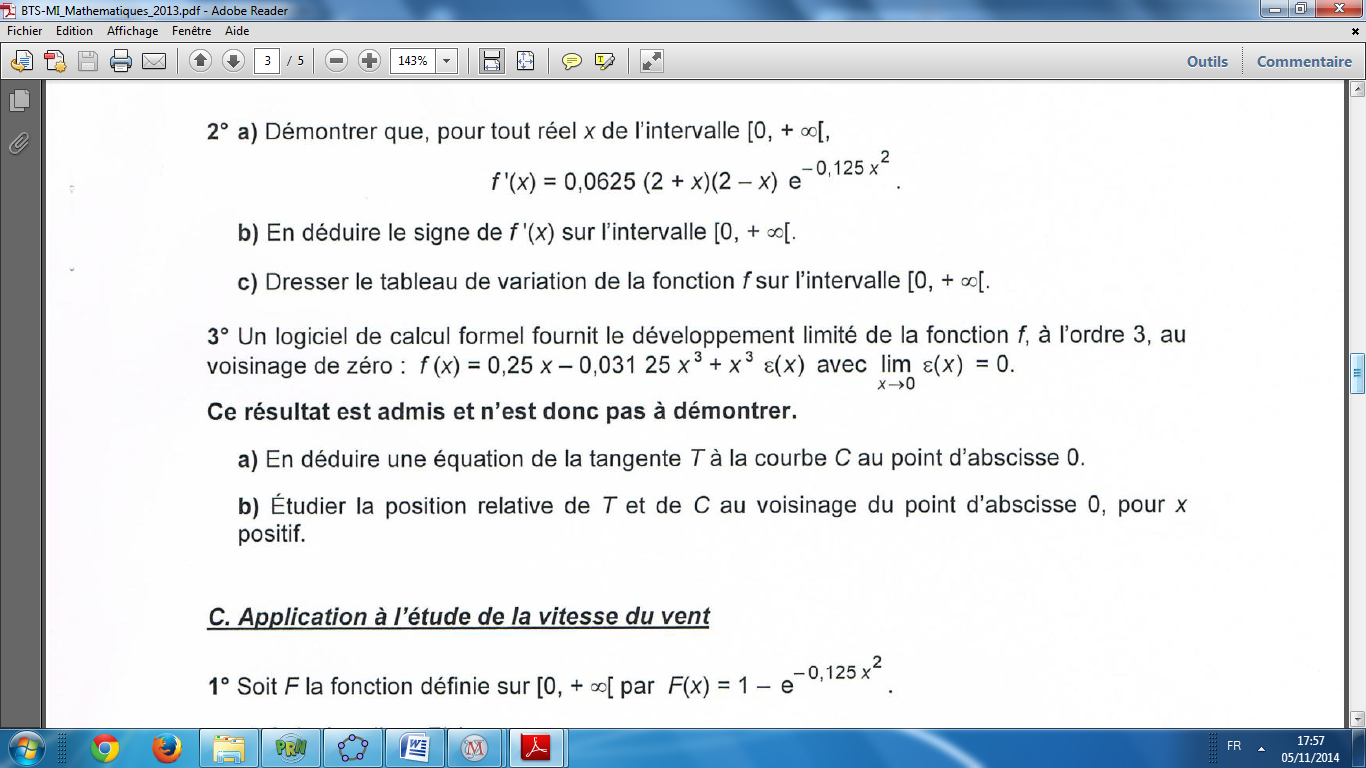 BTS-MI_Mathematiques_2013.pdf - Adobe Reader
Fichier Edition Affichage Fenêtre Aide
3 / 5 143% Outils Commentaire
2° a) Démontrer que, pour tout réel x de l'intervalle [0, + ∞[,
f '(x) = 0,0625 (2 + x)(2 – x) e^{– 0,125 x^2} .
b) En déduire le signe de f '(x) sur l'intervalle [0, + ∞[.
c) Dresser le tableau de variation de la fonction f sur l'intervalle [0, + ∞[.
3° Un logiciel de calcul formel fournit le développement limité de la fonction f, à l'ordre 3, au
voisinage de zéro : f (x) = 0,25 x – 0,031 25 x^3 + x^3 ε(x) avec lim ε(x) = 0.
x→0
Ce résultat est admis et n'est donc pas à démontrer.
a) En déduire une équation de la tangente T à la courbe C au point d'abscisse 0.
b) Étudier la position relative de T et de C au voisinage du point d'abscisse 0, pour x
positif.
C. Application à l'étude de la vitesse du vent
1° Soit F la fonction définie sur [0, + ∞[ par F(x) = 1 – e^{– 0,125 x^2} .
PRN W M FR 17:57
05/11/2014